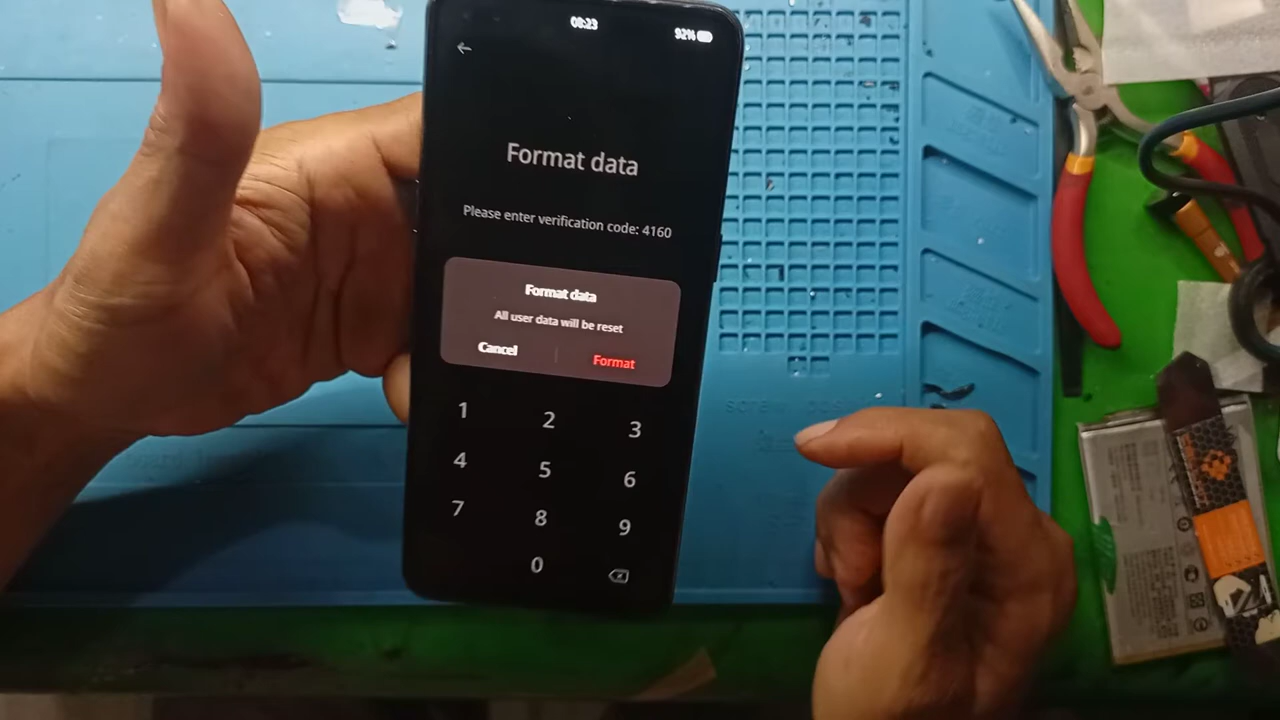 08:23
92%
Format data
Please enter verification code: 4160
Format data
All user data will be reset
Cancel
Format
1 2 3
4 5 6
7 8 9
0